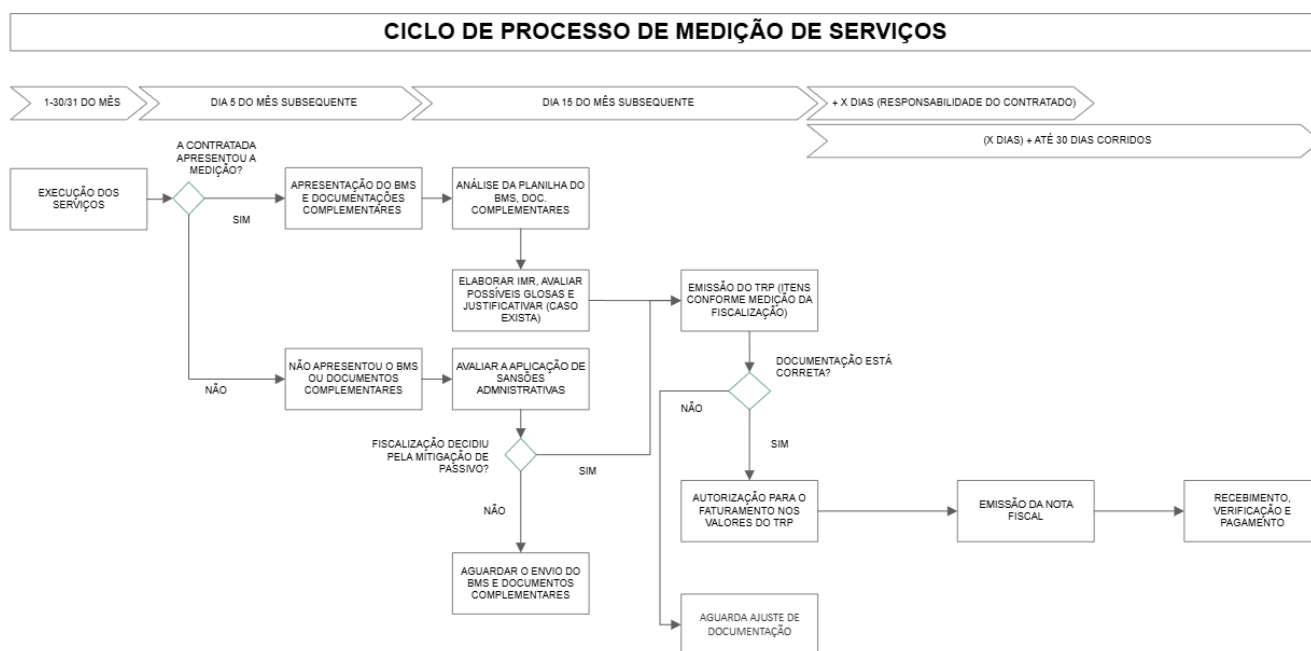 CICLO DE PROCESSO DE MEDIÇÃO DE SERVIÇOS
1-30/31 DO MÊS
DIA 5 DO MÊS SUBSEQUENTE
DIA 15 DO MÊS SUBSEQUENTE
+ X DIAS (RESPONSABILIDADE DO CONTRATADO)
(X DIAS) + ATÉ 30 DIAS CORRIDOS
A CONTRATADA
APRESENTOU A
MEDIÇÃO?
EXECUÇÃO DOS
SERVIÇOS
SIM
APRESENTAÇÃO DO BMS
E DOCUMENTAÇÕES
COMPLEMENTARES
ANÁLISE DA PLANILHA DO
BMS, DOC.
COMPLEMENTARES
ELABORAR IMR, AVALIAR
POSSÍVEIS GLOSAS E
JUSTIFICATIVAR (CASO
EXISTA)
EMISSÃO DO TRP (ITENS
CONFORME MEDIÇÃO DA
FISCALIZAÇÃO)
NÃO
NÃO APRESENTOU O BMS
OU DOCUMENTOS
COMPLEMENTARES
AVALIAR A APLICAÇÃO DE
SANSÕES
ADMNISTRATIVAS
DOCUMENTAÇÃO ESTÁ
CORRETA?
NÃO
SIM
FISCALIZAÇÃO DECIDIU
PELA MITIGAÇÃO DE
PASSIVO?
SIM
NÃO
AUTORIZAÇÃO PARA O
FATURAMENTO NOS
VALORES DO TRP
EMISSÃO DA NOTA
FISCAL
RECEBIMENTO,
VERIFICAÇÃO E
PAGAMENTO
AGUARDAR O ENVIO DO
BMS E DOCUMENTOS
COMPLEMENTARES
AGUARDA AJUSTE DE
DOCUMENTAÇÃO